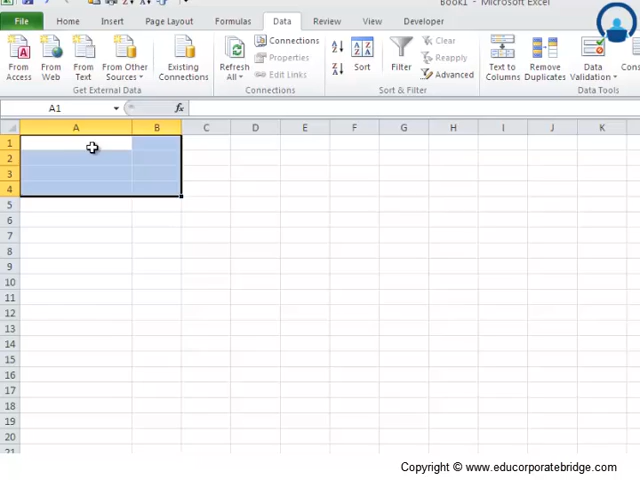 Book1 - Microsoft Excel
File Home Insert Page Layout Formulas Data Review View Developer
From Access
From Web
From Text
From Other Sources
Existing Connections
Get External Data
Refresh All
Connections
Properties
Edit Links
Connections
A Z
Z A
Sort
Filter
Clear
Reapply
Advanced
Sort & Filter
Text to Columns
Remove Duplicates
Data Validation
Data Tools
A1 fx
A B C D E F G H I J K
1
2
3
4
5
6
7
8
9
10
11
12
13
14
15
16
17
18
19
20
Copyright © www.educorporatebridge.com/